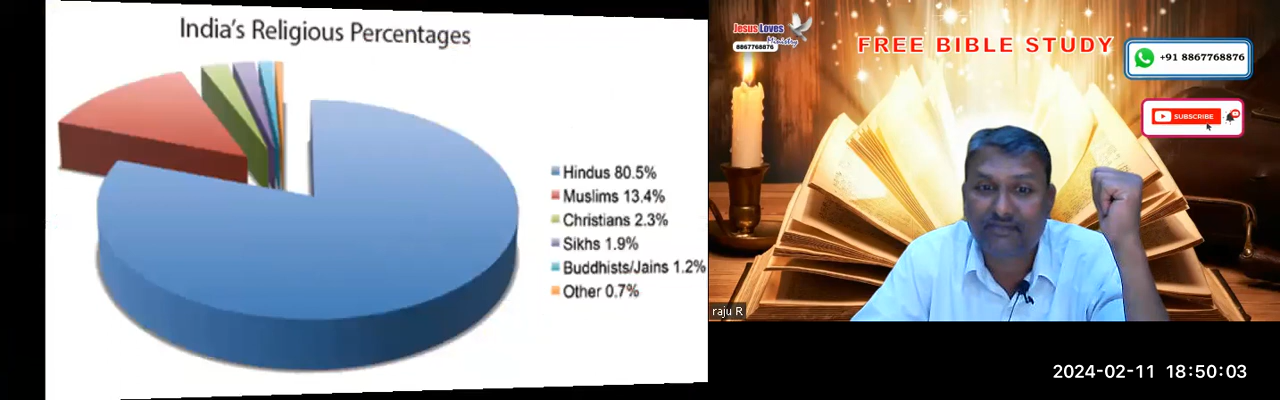 India's Religious Percentages
Hindus 80.5%
Muslims 13.4%
Christians 2.3%
Sikhs 1.9%
Buddhists/Jains 1.2%
Other 0.7%
Jesus Loves
Ministry
8867768876
FREE BIBLE STUDY
+91 8867768876
SUBSCRIBE
raju R
2024-02-11 18:50:03